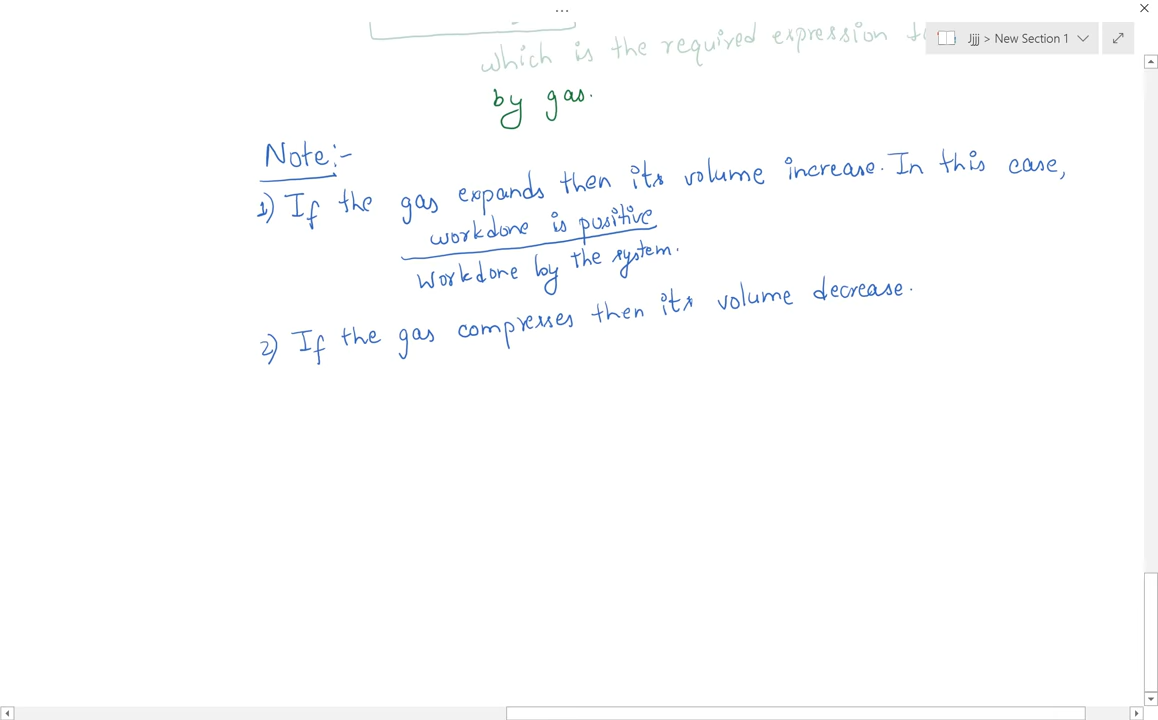 ...
Jjjj > New Section 1
which is the required expression
by gas.
Note:-
1) If the gas expands then its volume increase. In this case,
workdone is positive
Workdone by the system.
2) If the gas compresses then its volume decrease.